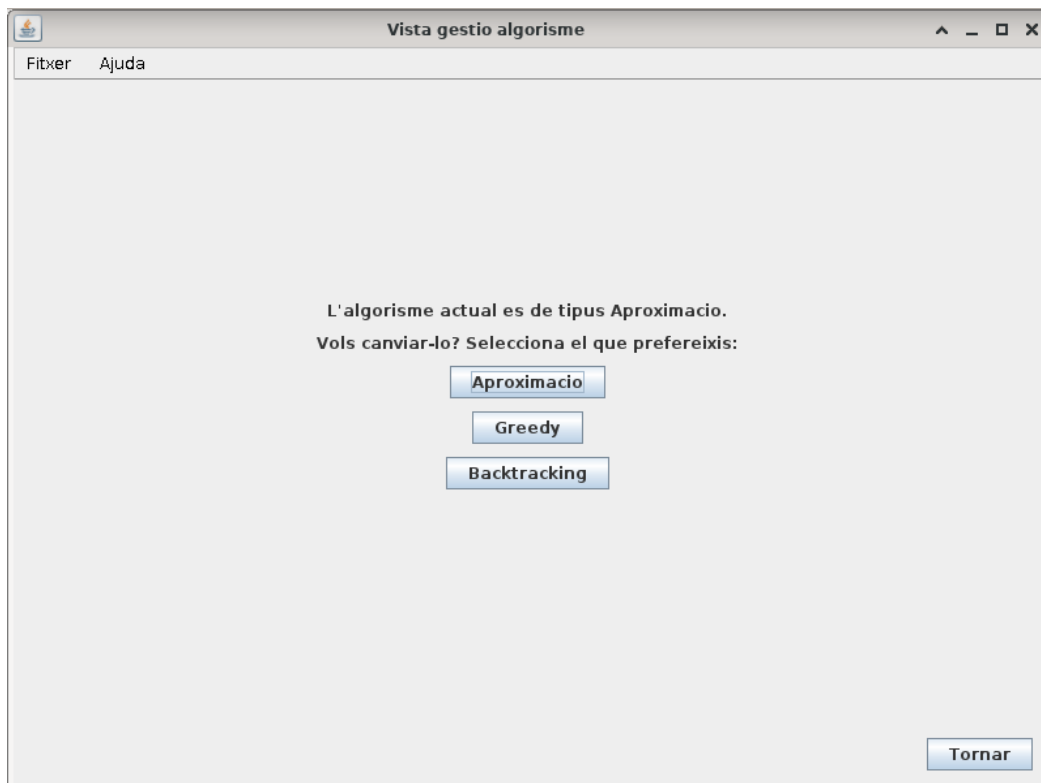 Vista gestio algorisme
Fitxer Ajuda
L'algorisme actual es de tipus Aproximacio.
Vols canviar-lo? Selecciona el que prefereixis:
Aproximacio
Greedy
Backtracking
Tornar